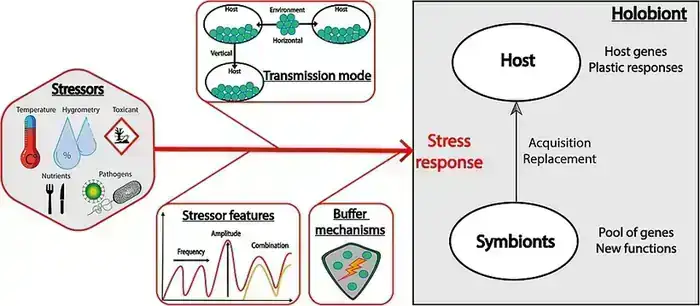 Stressors
Temperature Hygrometry Toxicant
%
C
Nutrients Pathogens
Host Environment Host
Horizontal
Vertical
Host
Transmission mode
Stressor features
Amplitude
Frequency Combination
Buffer
mechanisms
Stress
response
Holobiont
Host
Host genes
Plastic responses
Acquisition
Replacement
Symbionts
Pool of genes
New functions